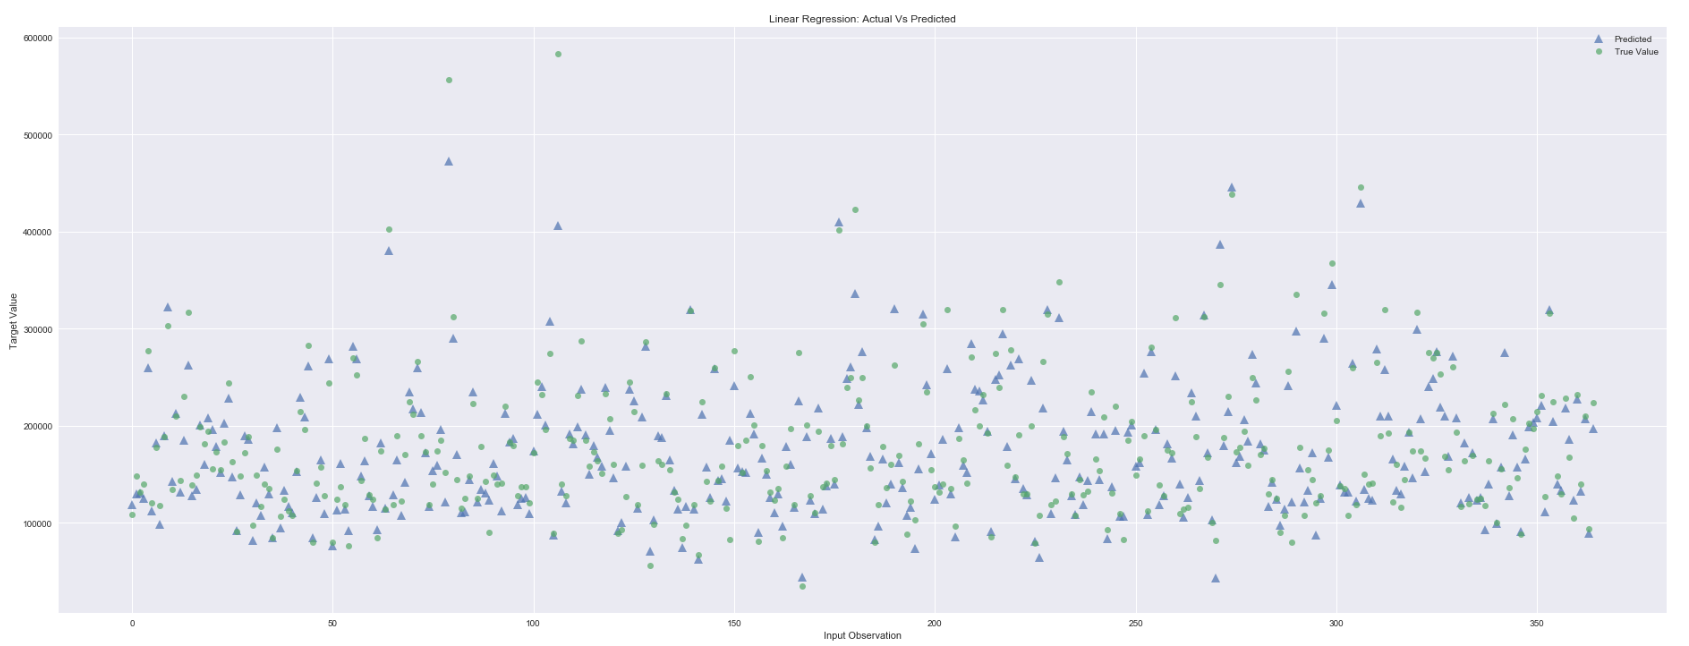 Linear Regression: Actual Vs Predicted
600000
Predicted
True Value
500000
400000
Target Value
300000
200000
100000
0 50 100 150 200 250 300 350
Input Observation